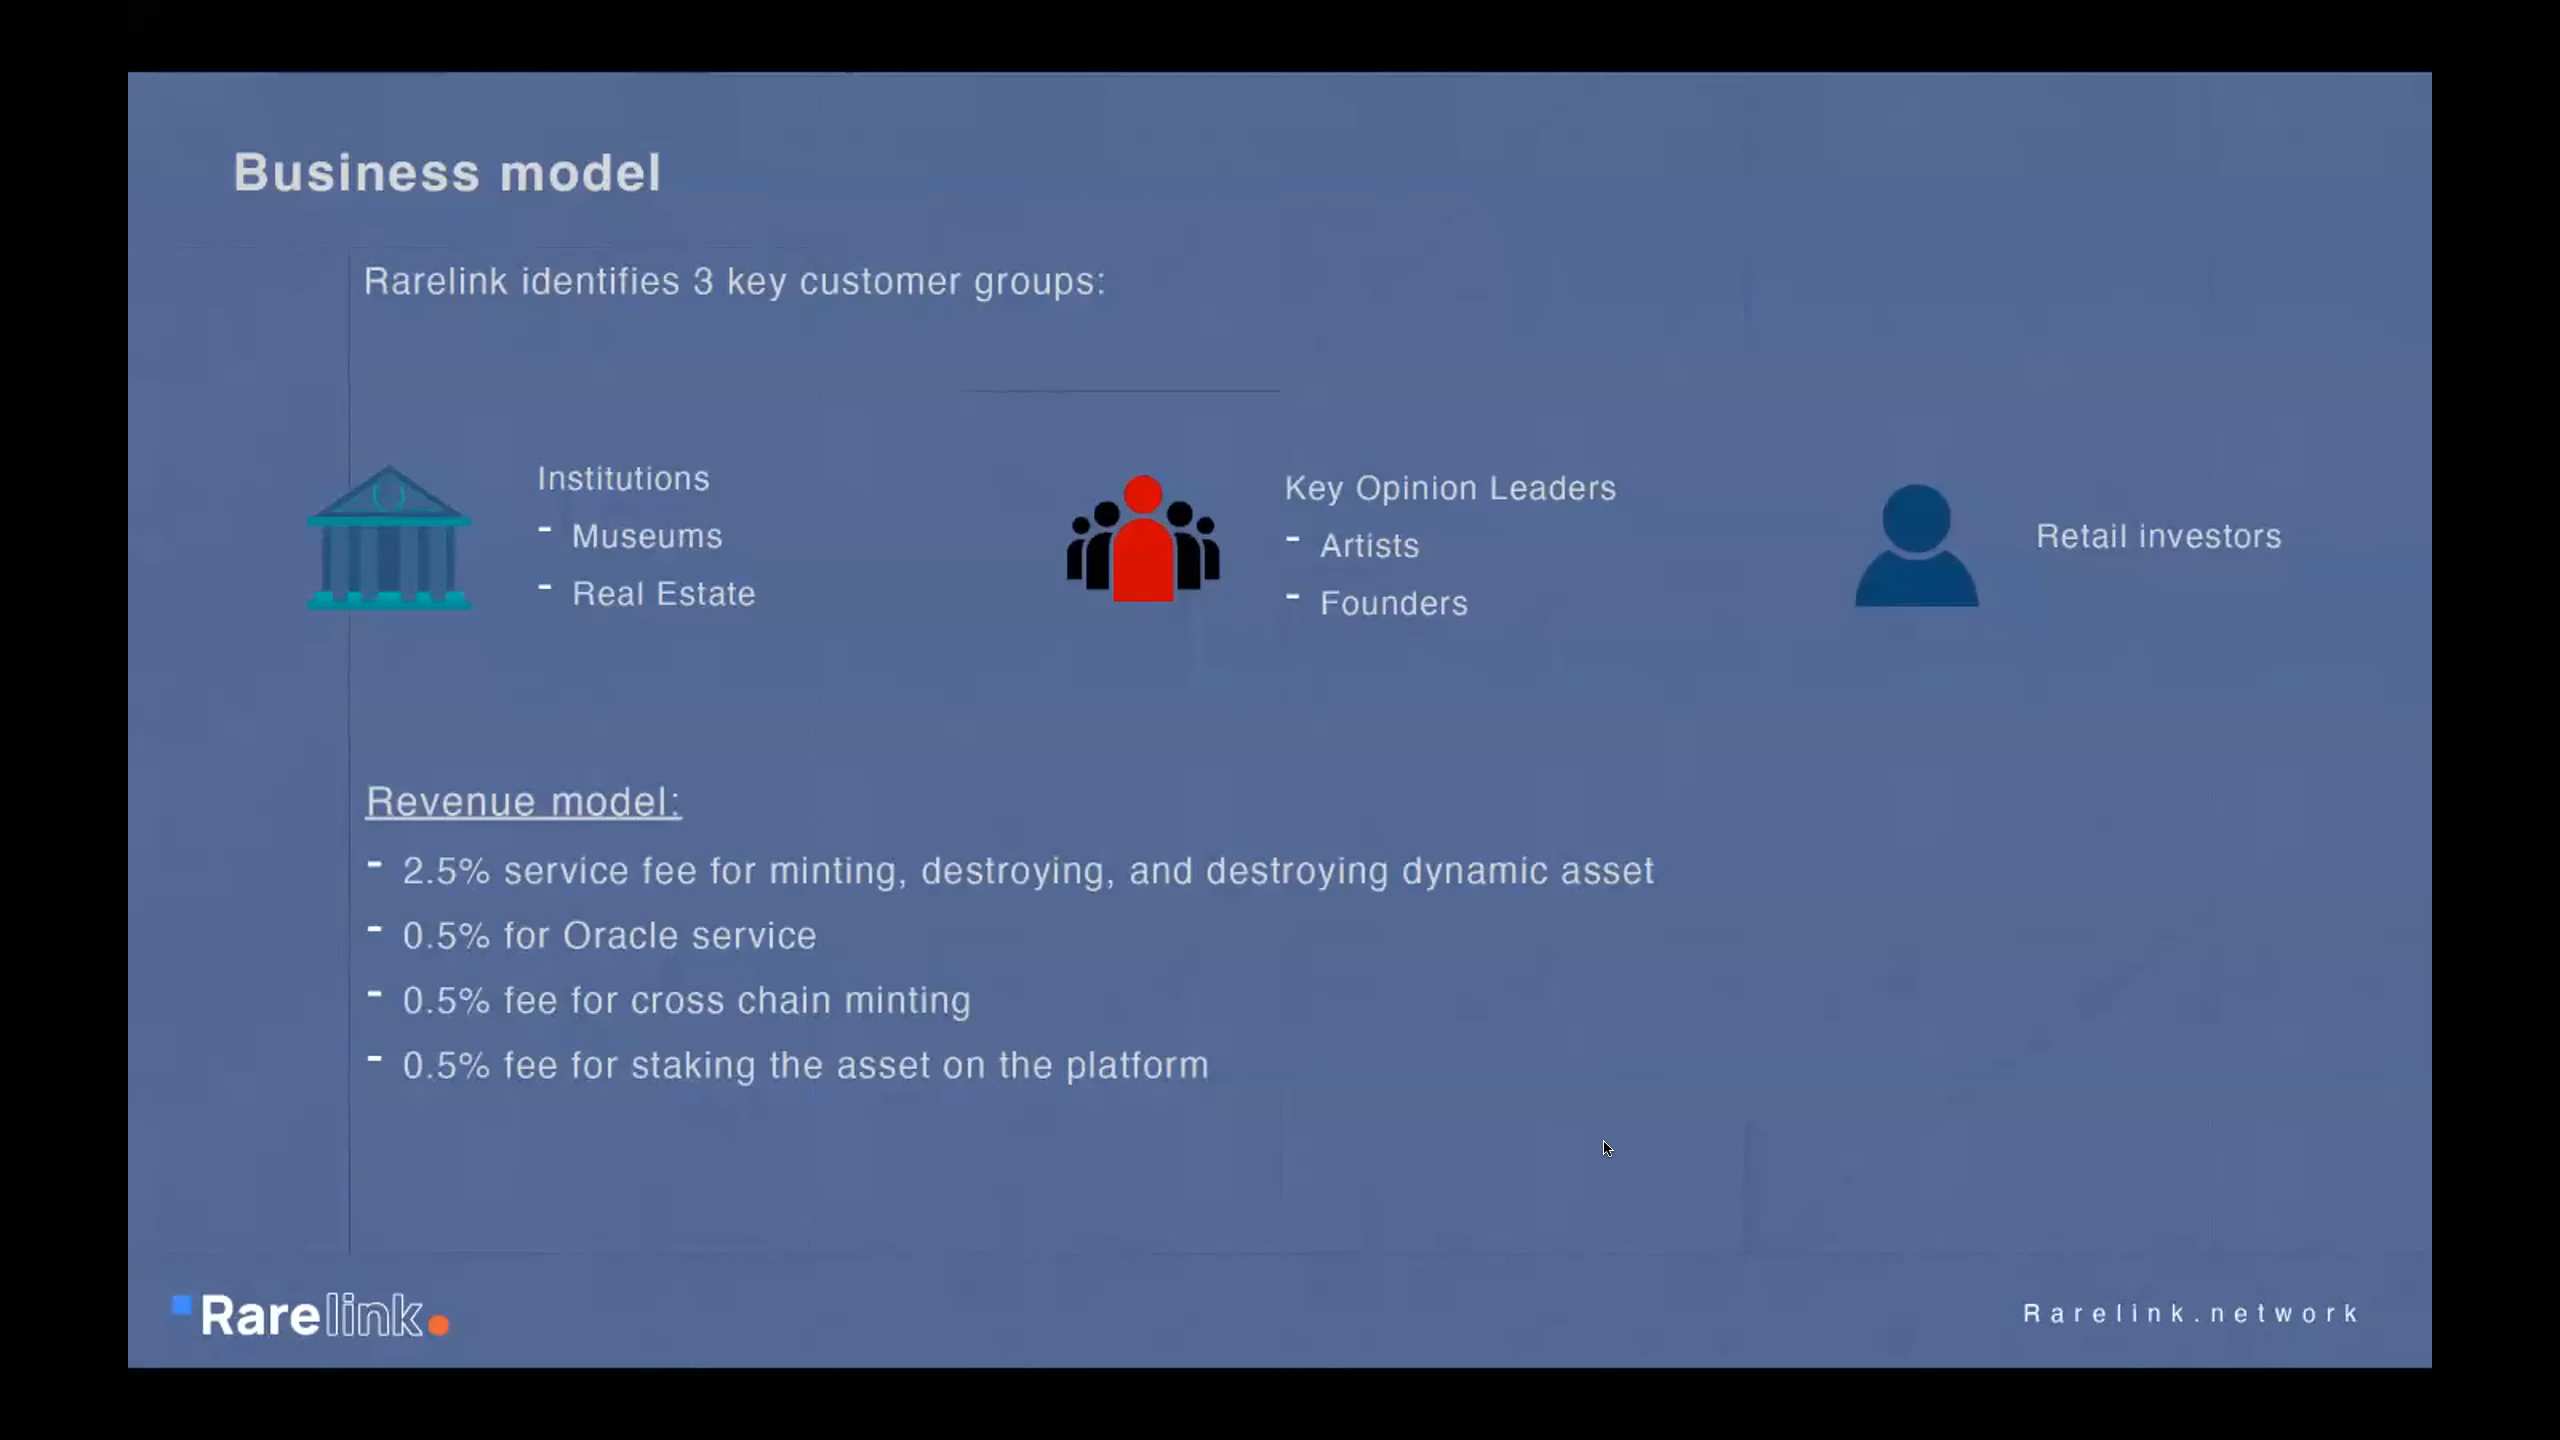 Business model
Rarelink identifies 3 key customer groups:
Institutions
- Museums
- Real Estate
Key Opinion Leaders
- Artists
- Founders
Retail investors
Revenue model:
- 2.5% service fee for minting, destroying, and destroying dynamic asset
- 0.5% for Oracle service
- 0.5% fee for cross chain minting
- 0.5% fee for staking the asset on the platform
Rarelink
Rarelink.network